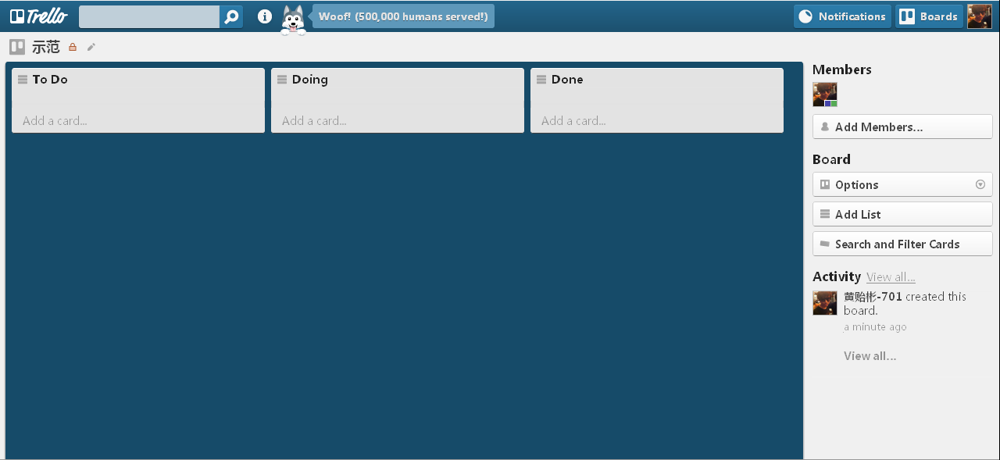 Trello
Woof! (500,000 humans served!)
Notifications
Boards
示范
To Do
Add a card...
Doing
Add a card...
Done
Add a card...
Members
Add Members...
Board
Options
Add List
Search and Filter Cards
Activity View all...
黄贻彬-701 created this
board.
a minute ago
View all...